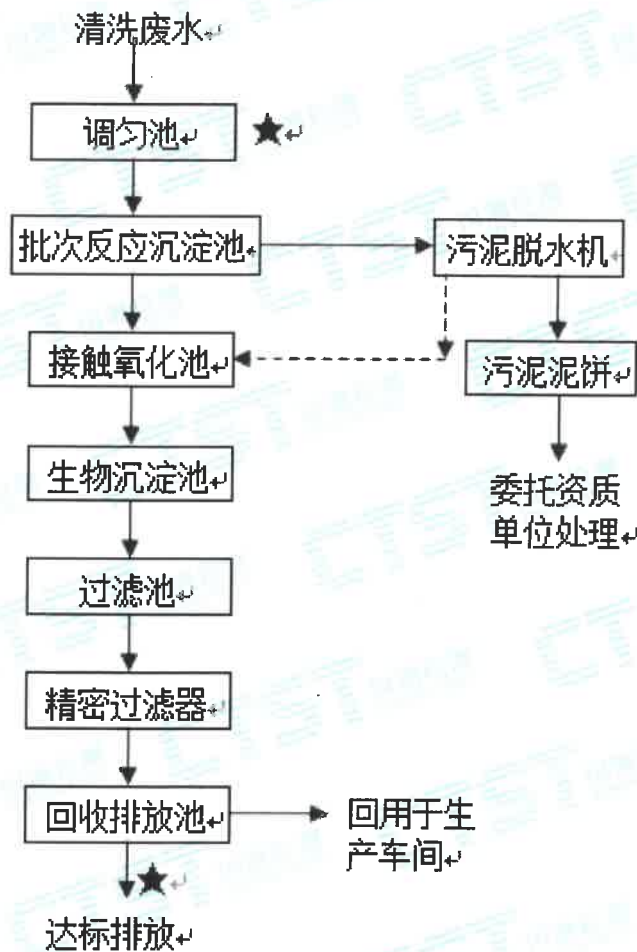 清洗废水
调匀池
★
批次反应沉淀池
污泥脱水机
接触氧化池
污泥泥饼
生物沉淀池
委托资质
单位处理
过滤池
精密过滤器
回收排放池
回用于生
产车间
★
达标排放
CTST